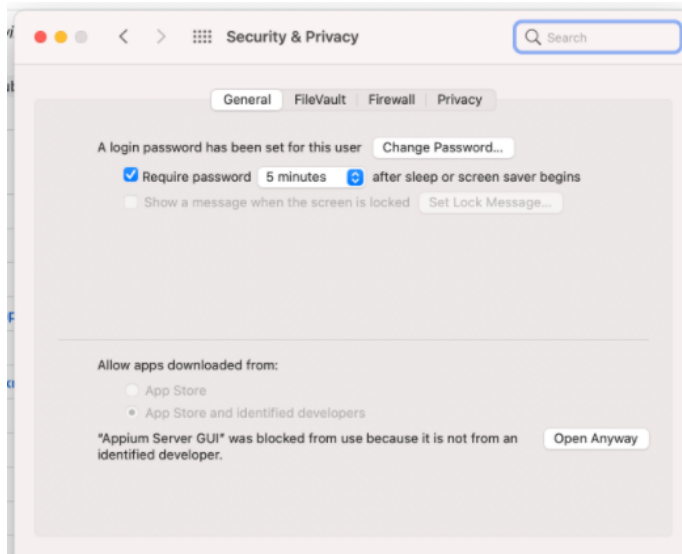 Security & Privacy
Search
General FileVault Firewall Privacy
A login password has been set for this user Change Password...
Require password 5 minutes after sleep or screen saver begins
Show a message when the screen is locked Set Lock Message...
Allow apps downloaded from:
App Store
App Store and identified developers
"Appium Server GUI" was blocked from use because it is not from an Open Anyway
identified developer.